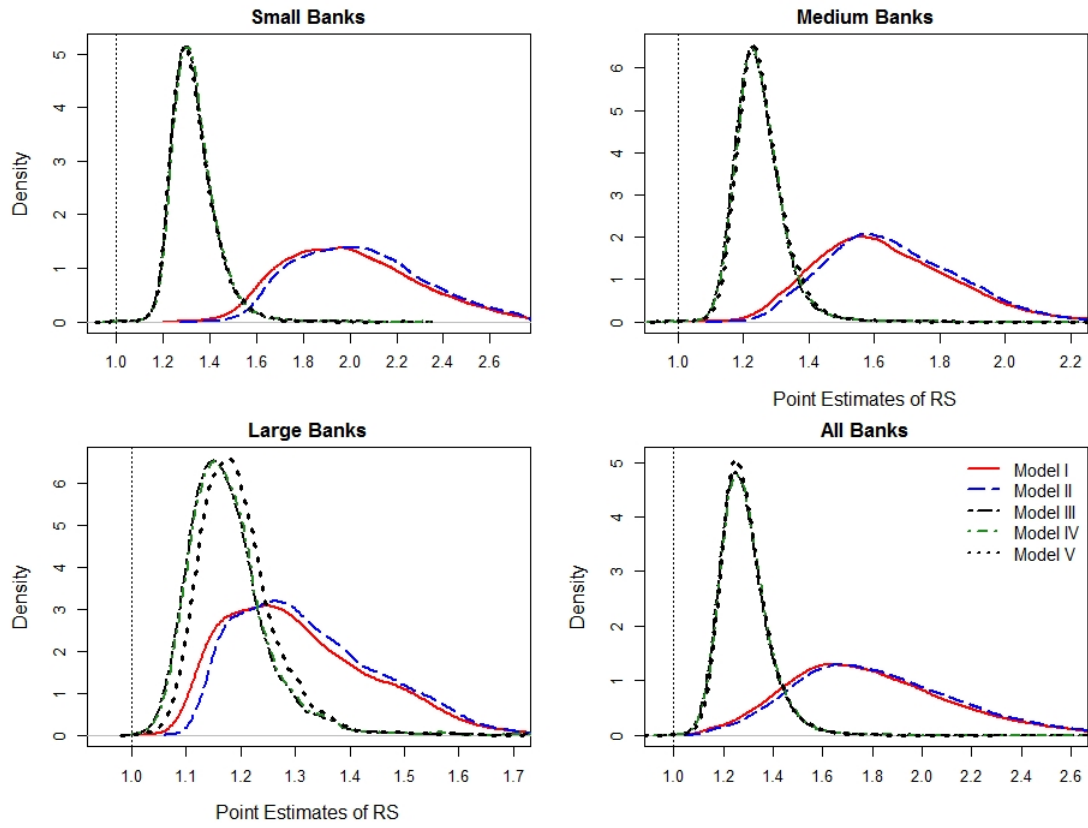 Small Banks
Density
0 1 2 3 4 5
1.0 1.2 1.4 1.6 1.8 2.0 2.2 2.4 2.6
Medium Banks
0 1 2 3 4 5 6
1.0 1.2 1.4 1.6 1.8 2.0 2.2
Point Estimates of RS
Large Banks
Density
0 1 2 3 4 5 6
1.0 1.1 1.2 1.3 1.4 1.5 1.6 1.7
Point Estimates of RS
All Banks
Density
0 1 2 3 4 5
1.0 1.2 1.4 1.6 1.8 2.0 2.2 2.4 2.6
Model I
Model II
Model III
Model IV
Model V